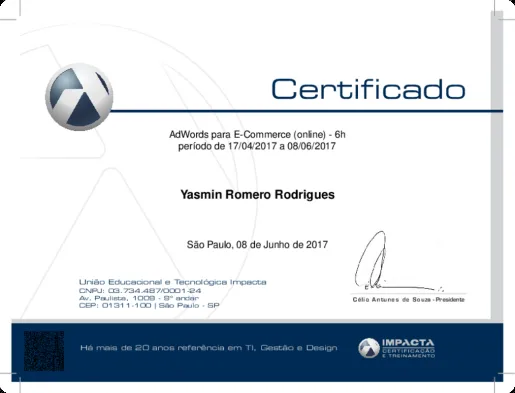 Certificado
AdWords para E-Commerce (online) - 6h
período de 17/04/2017 a 08/06/2017
Yasmin Romero Rodrigues
São Paulo, 08 de Junho de 2017
União Educacional e Tecnológica Impacta
CNPJ: 03.734.487/0001-24
Av. Paulista, 1009 - 9º andar
CEP: 01311-100 | São Paulo - SP
Célio Antunes de Souza - Presidente
Há mais de 20 anos referência em TI, Gestão e Design
IMPACTA
CERTIFICAÇÃO
E TREINAMENTO